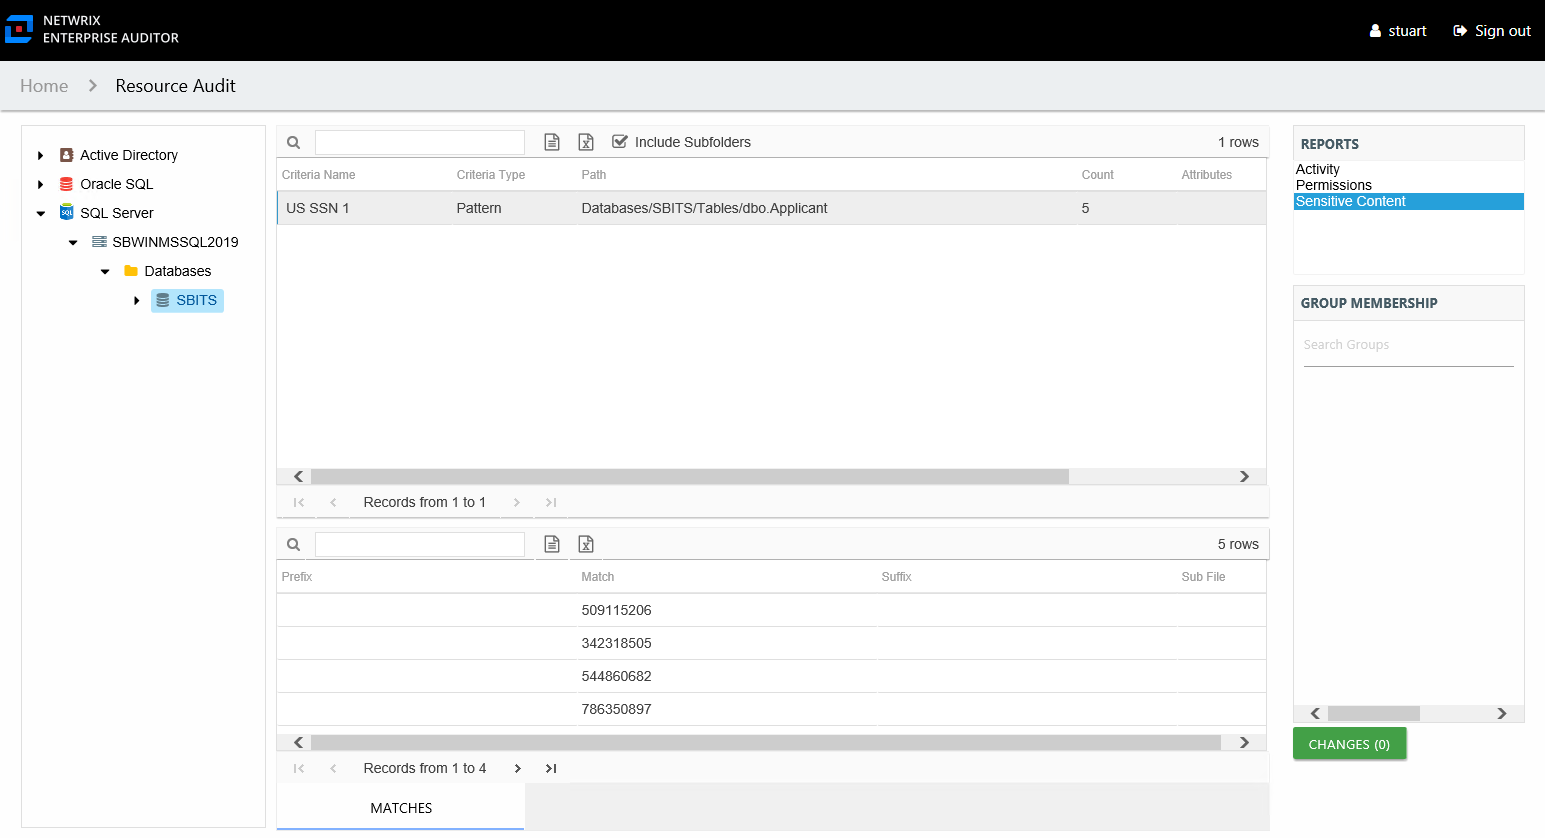 NETWRIX
ENTERPRISE AUDITOR
stuart
Sign out
Home
Resource Audit
Active Directory
Oracle SQL
SQL Server
SBWINMSSQL2019
Databases
SBITS
Include Subfolders
1 rows
Criteria Name Criteria Type Path Count Attributes
US SSN 1 Pattern Databases/SBITS/Tables/dbo.Applicant 5
Records from 1 to 1
5 rows
Prefix Match Suffix Sub File
509115206
342318505
544860682
786350897
Records from 1 to 4
MATCHES
REPORTS
Activity
Permissions
Sensitive Content
GROUP MEMBERSHIP
Search Groups
CHANGES (0)